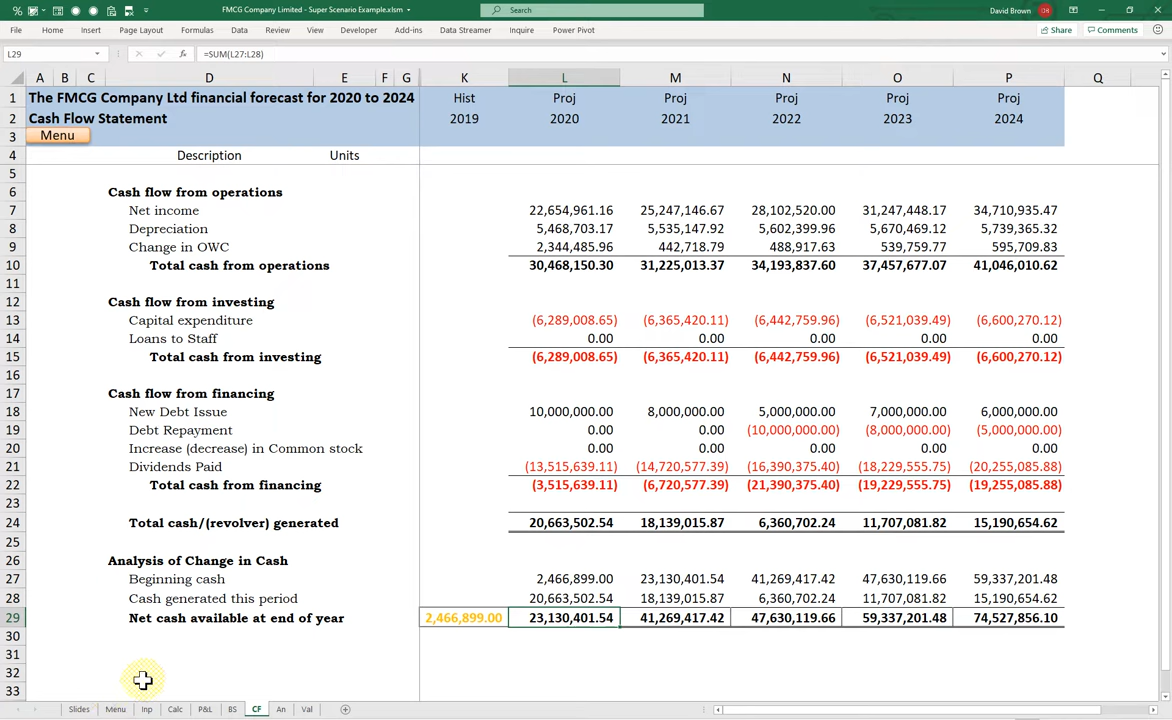 FMCG Company Limited - Super Scenario Example.xlsm
Search
David Brown DB
File Home Insert Page Layout Formulas Data Review View Developer Add-ins Data Streamer Inquire Power Pivot Share Comments
L29 fx =SUM(L27:L28)
A B C D E F G K L M N O P Q
1 The FMCG Company Ltd financial forecast for 2020 to 2024 Hist Proj Proj Proj Proj Proj
2 Cash Flow Statement 2019 2020 2021 2022 2023 2024
3 Menu
4 Description Units
5
6 Cash flow from operations
7 Net income 22,654,961.16 25,247,146.67 28,102,520.00 31,247,448.17 34,710,935.47
8 Depreciation 5,468,703.17 5,535,147.92 5,602,399.96 5,670,469.12 5,739,365.32
9 Change in OWC 2,344,485.96 442,718.79 488,917.63 539,759.77 595,709.83
10 Total cash from operations 30,468,150.30 31,225,013.37 34,193,837.60 37,457,677.07 41,046,010.62
11
12 Cash flow from investing
13 Capital expenditure (6,289,008.65) (6,365,420.11) (6,442,759.96) (6,521,039.49) (6,600,270.12)
14 Loans to Staff 0.00 0.00 0.00 0.00 0.00
15 Total cash from investing (6,289,008.65) (6,365,420.11) (6,442,759.96) (6,521,039.49) (6,600,270.12)
16
17 Cash flow from financing
18 New Debt Issue 10,000,000.00 8,000,000.00 5,000,000.00 7,000,000.00 6,000,000.00
19 Debt Repayment 0.00 0.00 (10,000,000.00) (8,000,000.00) (5,000,000.00)
20 Increase (decrease) in Common stock 0.00 0.00 0.00 0.00 0.00
21 Dividends Paid (13,515,639.11) (14,720,577.39) (16,390,375.40) (18,229,555.75) (20,255,085.88)
22 Total cash from financing (3,515,639.11) (6,720,577.39) (21,390,375.40) (19,229,555.75) (19,255,085.88)
23
24 Total cash/(revolver) generated 20,663,502.54 18,139,015.87 6,360,702.24 11,707,081.82 15,190,654.62
25
26 Analysis of Change in Cash
27 Beginning cash 2,466,899.00 23,130,401.54 41,269,417.42 47,630,119.66 59,337,201.48
28 Cash generated this period 20,663,502.54 18,139,015.87 6,360,702.24 11,707,081.82 15,190,654.62
29 Net cash available at end of year 2,466,899.00 23,130,401.54 41,269,417.42 47,630,119.66 59,337,201.48 74,527,856.10
30
31
32
33
Slides Menu Inp Calc P&L BS CF An Val